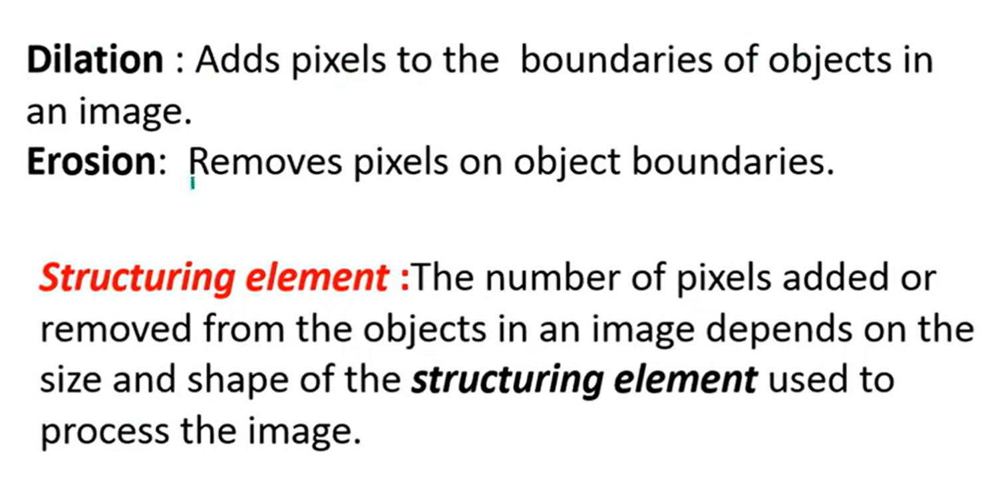 Dilation : Adds pixels to the  boundaries of objects in
an image.
Erosion:  Removes pixels on object boundaries.
Structuring element :The number of pixels added or
removed from the objects in an image depends on the
size and shape of the structuring element used to
process the image.